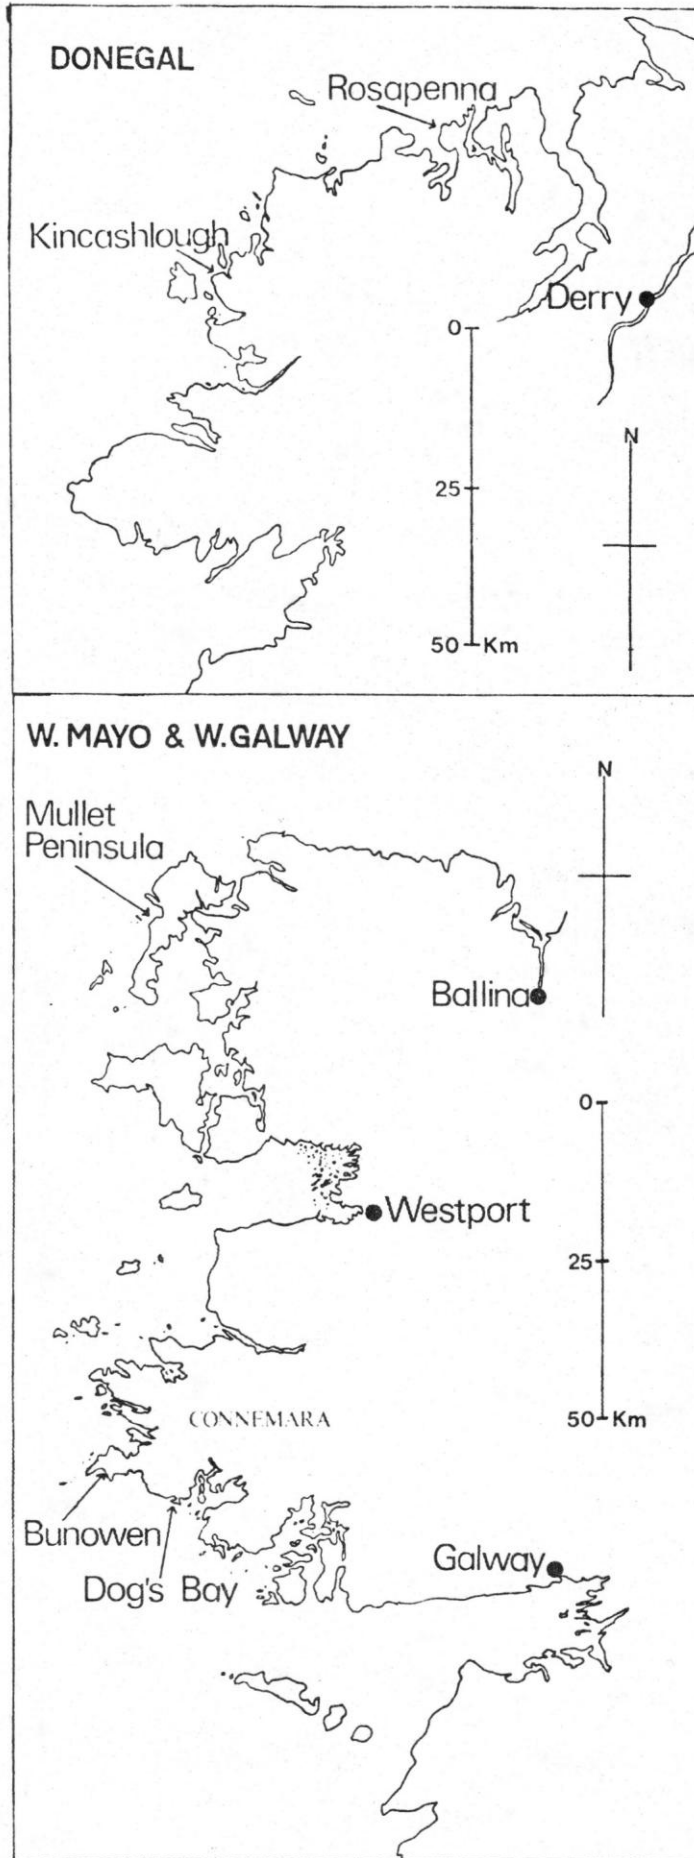 DONEGAL
Rosapenna
Kincashlough
Derry
0
N
25
50 Km
W. MAYO & W. GALWAY
N
Mullet
Peninsula
Ballina
0
Westport
25
CONNEMARA
50 Km
Bunowen
Galway
Dog's Bay